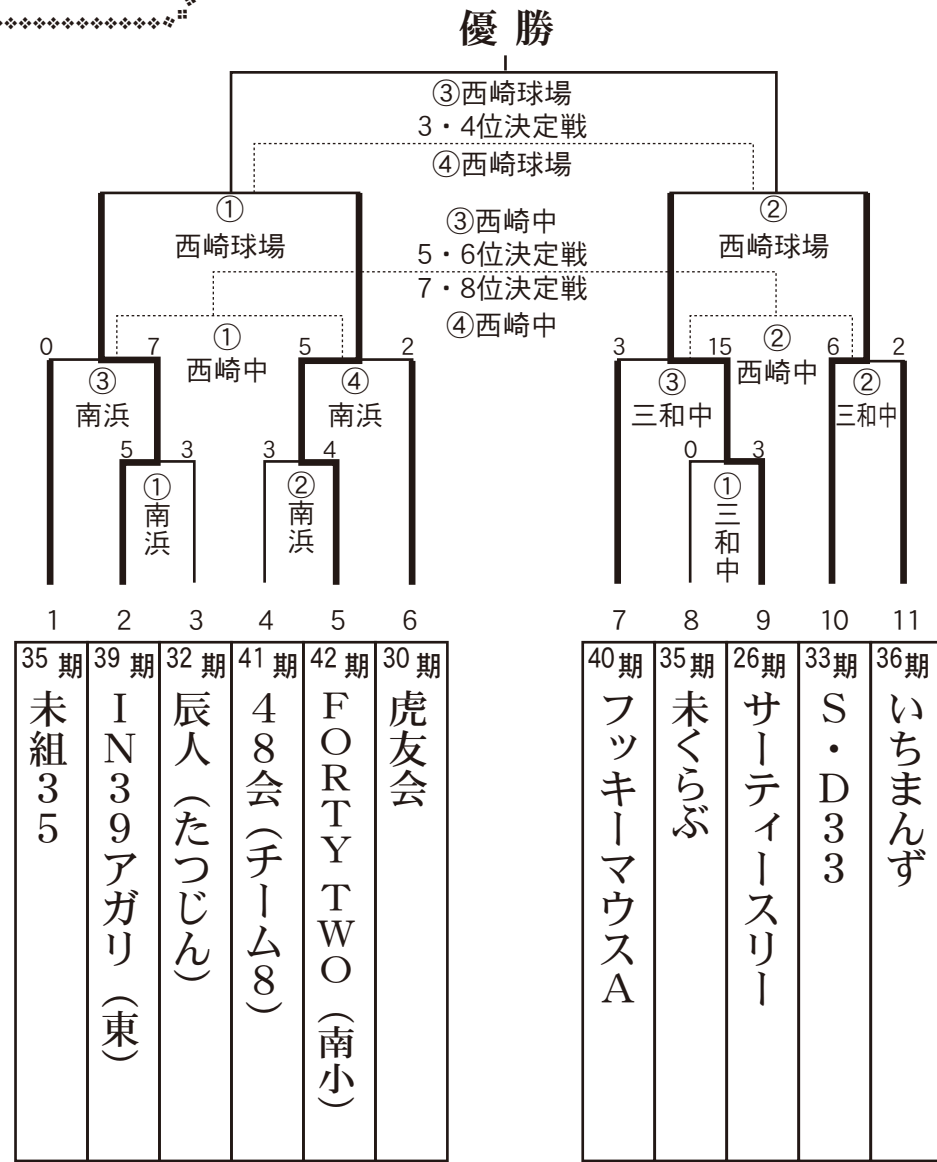 優勝
③西崎球場
3・4位決定戦
④西崎球場
①
西崎球場
②
西崎球場
③西崎中
5・6位決定戦
7・8位決定戦
④西崎中
0
7
①
西崎中
5
2
3
15
②
西崎中
6
2
③
南浜
④
南浜
③
三和中
②
三和中
5
3
3
4
0
3
①
南浜
②
南浜
①
三和中
1
2
3
4
5
6
7
8
9
10
11
35期
未組35
39期
IN39アガリ(東)
32期
辰人(たつじん)
41期
48会(チーム8)
42期
FORTY TWO(南小)
30期
虎友会
40期
フッキーマウスA
35期
未くらぶ
26期
サーティースリー
33期
S・D33
36期
いちまんず